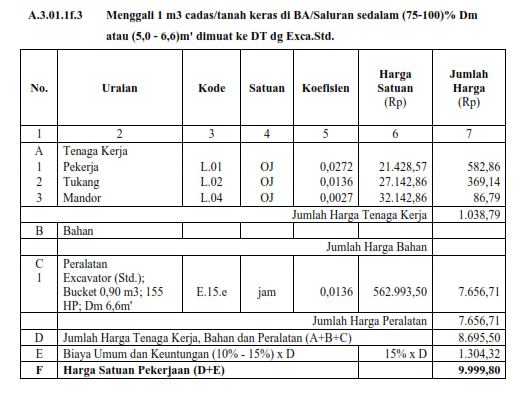 A.3.01.1f.3 Menggali 1 m3 cadas/tanah keras di BA/Saluran sedalam (75-100)% Dm
atau (5,0 - 6,6)m' dimuat ke DT dg Exca.Std.
No. Uraian Kode Satuan Koefisien Harga Satuan (Rp) Jumlah Harga (Rp)
1 2 3 4 5 6 7
A Tenaga Kerja
1 Pekerja L.01 OJ 0,0272 21.428,57 582,86
2 Tukang L.02 OJ 0,0136 27.142,86 369,14
3 Mandor L.04 OJ 0,0027 32.142,86 86,79
Jumlah Harga Tenaga Kerja 1.038,79
B Bahan
Jumlah Harga Bahan
C Peralatan
1 Excavator (Std.);
Bucket 0,90 m3; 155 E.15.e jam 0,0136 562.993,50 7.656,71
HP; Dm 6,6m'
Jumlah Harga Peralatan 7.656,71
D Jumlah Harga Tenaga Kerja, Bahan dan Peralatan (A+B+C) 8.695,50
E Biaya Umum dan Keuntungan (10% - 15%) x D 15% x D 1.304,32
F Harga Satuan Pekerjaan (D+E) 9.999,80